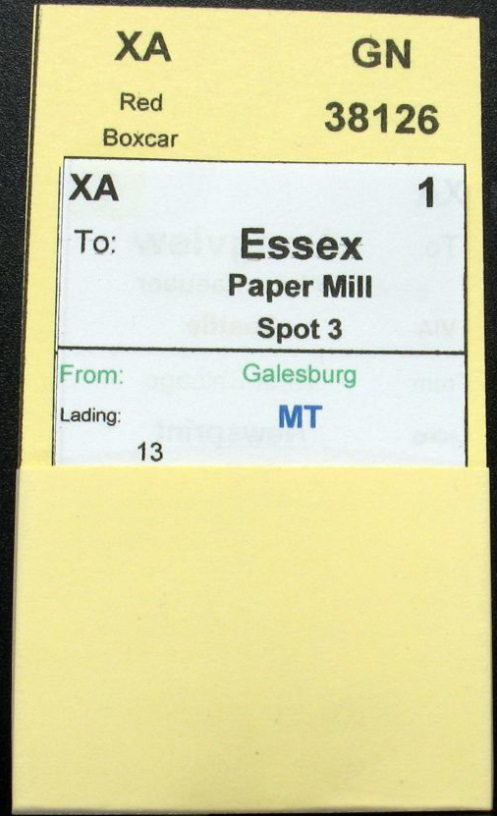 XA GN
Red 38126
Boxcar
XA 1
To: Essex
Paper Mill
Spot 3
From: Galesburg
Lading: MT
13